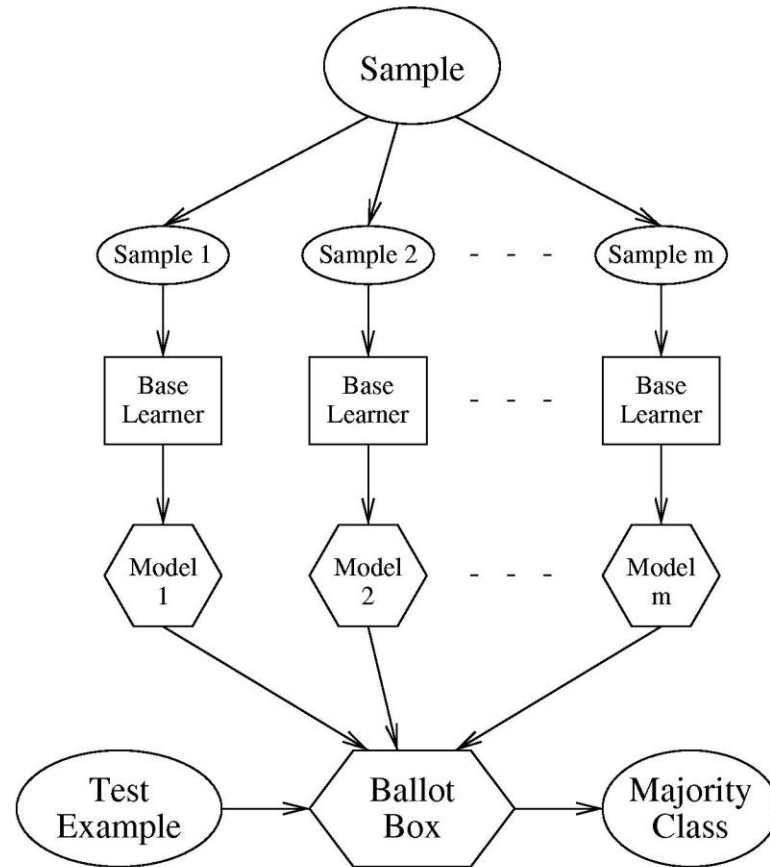 Sample
Sample 1
Sample 2
- - -
Sample m
Base
Learner
Base
Learner
- - -
Base
Learner
Model
1
Model
2
- - -
Model
m
Test
Example
Ballot
Box
Majority
Class